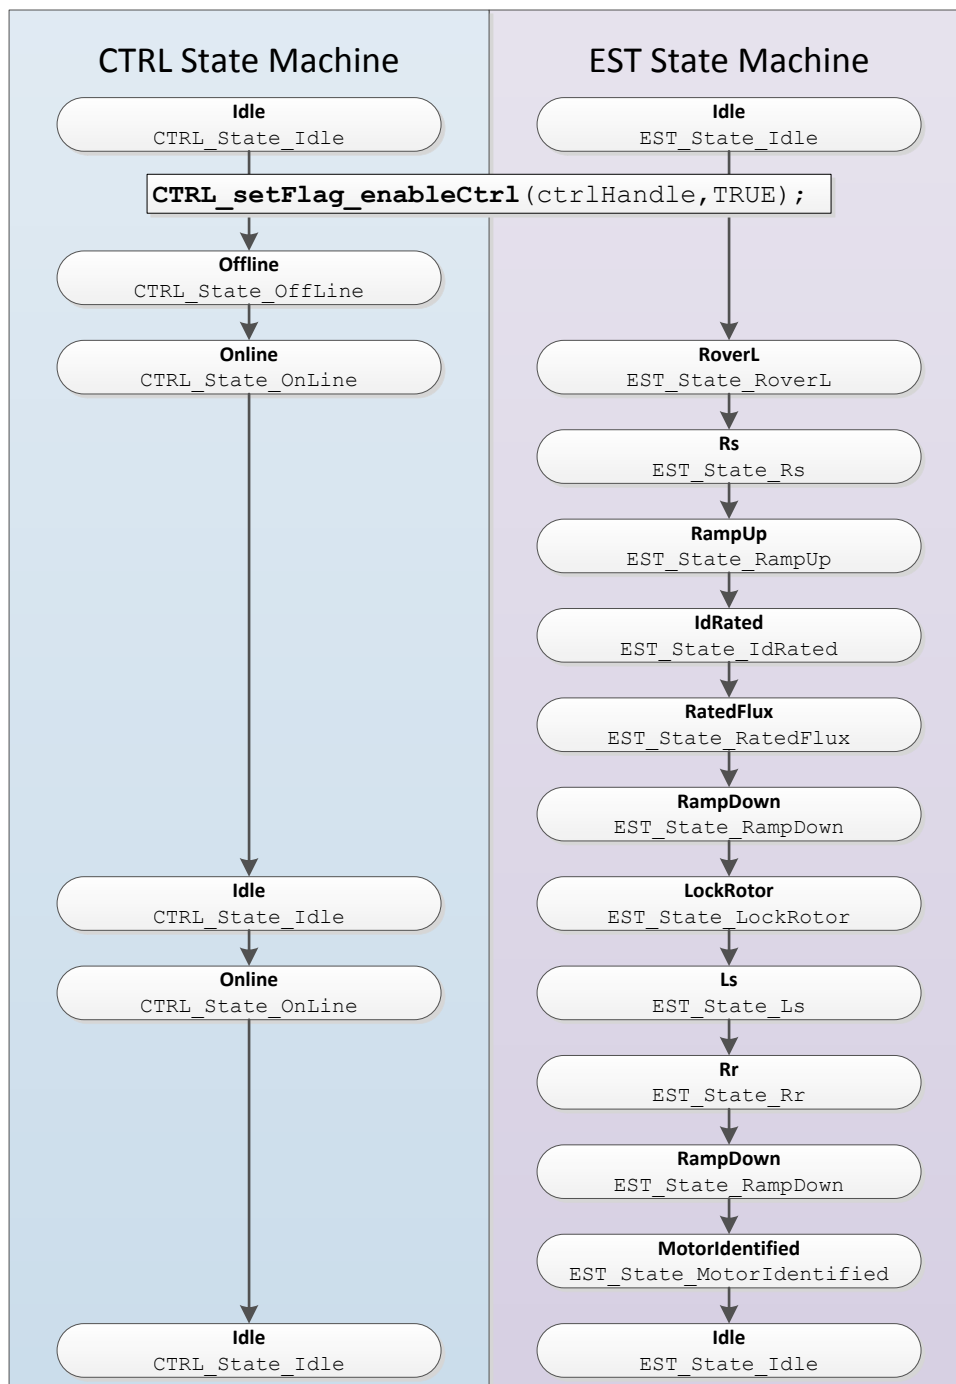 CTRL State Machine
Idle
CTRL_State_Idle
CTRL_setFlag_enableCtrl(ctrlHandle,TRUE);
Offline
CTRL_State_OffLine
Online
CTRL_State_OnLine
Idle
CTRL_State_Idle
Online
CTRL_State_OnLine
Idle
CTRL_State_Idle
EST State Machine
Idle
EST_State_Idle
RoverL
EST_State_RoverL
Rs
EST_State_Rs
RampUp
EST_State_RampUp
IdRated
EST_State_IdRated
RatedFlux
EST_State_RatedFlux
RampDown
EST_State_RampDown
LockRotor
EST_State_LockRotor
Ls
EST_State_Ls
Rr
EST_State_Rr
RampDown
EST_State_RampDown
MotorIdentified
EST_State_MotorIdentified
Idle
EST_State_Idle